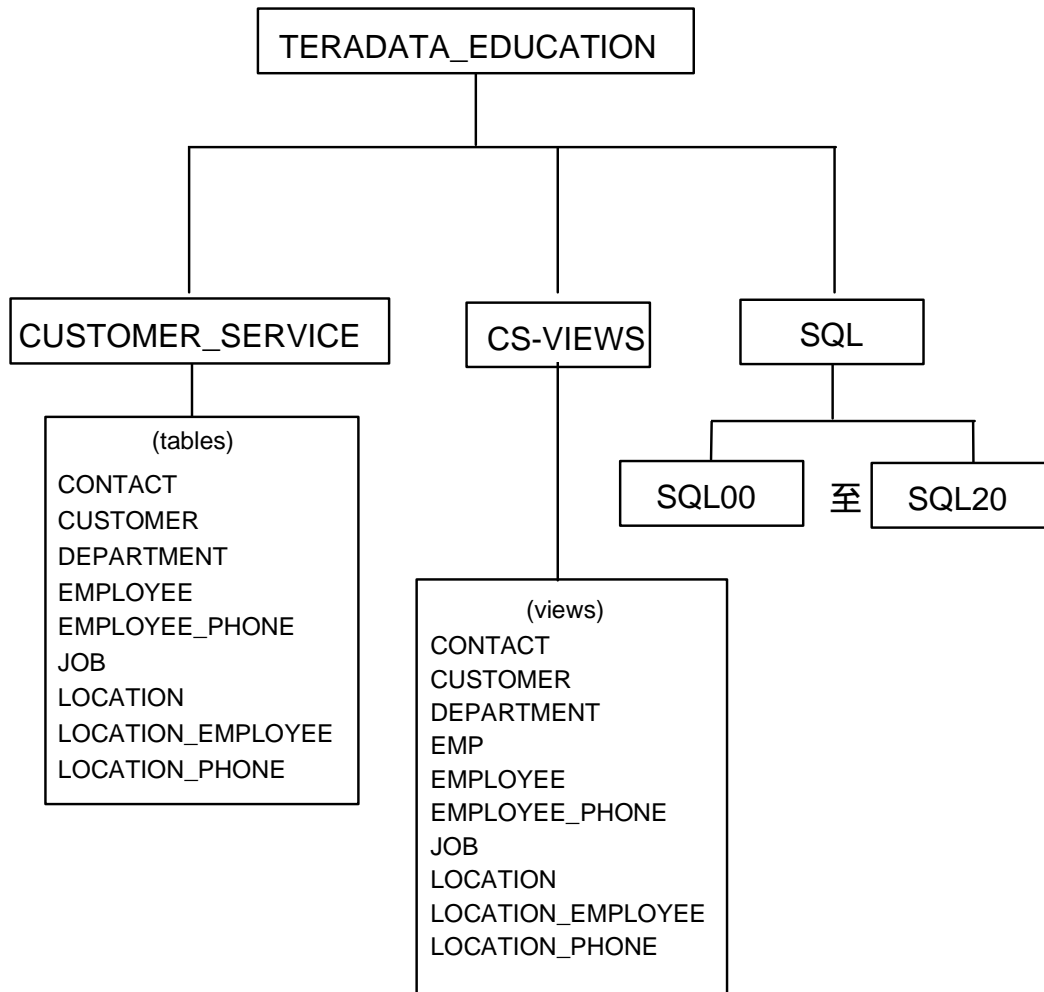 TERADATA_EDUCATION
CUSTOMER_SERVICE
CS-VIEWS
SQL
(tables)
CONTACT
CUSTOMER
DEPARTMENT
EMPLOYEE
EMPLOYEE_PHONE
JOB
LOCATION
LOCATION_EMPLOYEE
LOCATION_PHONE
SQL00 至 SQL20
(views)
CONTACT
CUSTOMER
DEPARTMENT
EMP
EMPLOYEE
EMPLOYEE_PHONE
JOB
LOCATION
LOCATION_EMPLOYEE
LOCATION_PHONE